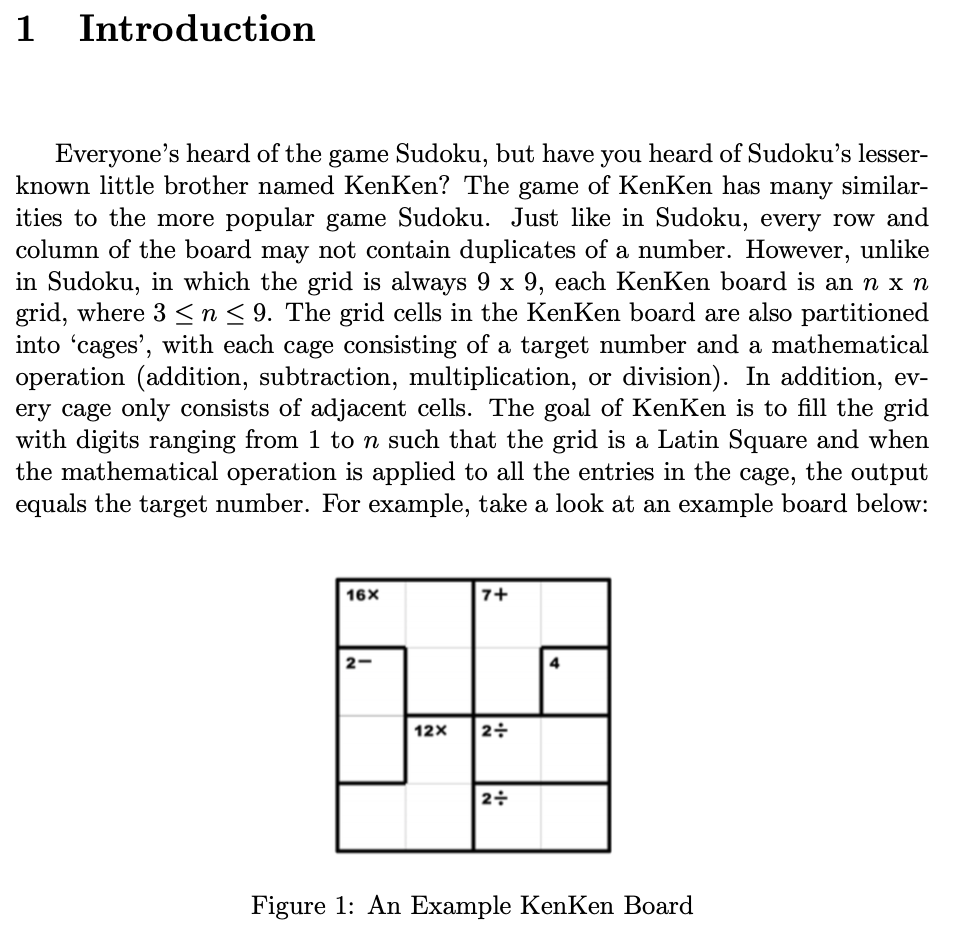 1 Introduction
Everyone's heard of the game Sudoku, but have you heard of Sudoku's lesser-
known little brother named KenKen? The game of KenKen has many similar-
ities to the more popular game Sudoku. Just like in Sudoku, every row and
column of the board may not contain duplicates of a number. However, unlike
in Sudoku, in which the grid is always 9 x 9, each KenKen board is an n x n
grid, where 3 ≤ n ≤ 9. The grid cells in the KenKen board are also partitioned
into 'cages', with each cage consisting of a target number and a mathematical
operation (addition, subtraction, multiplication, or division). In addition, ev-
ery cage only consists of adjacent cells. The goal of KenKen is to fill the grid
with digits ranging from 1 to n such that the grid is a Latin Square and when
the mathematical operation is applied to all the entries in the cage, the output
equals the target number. For example, take a look at an example board below:
16× 7+
2− 4
12× 2÷
2÷
Figure 1: An Example KenKen Board